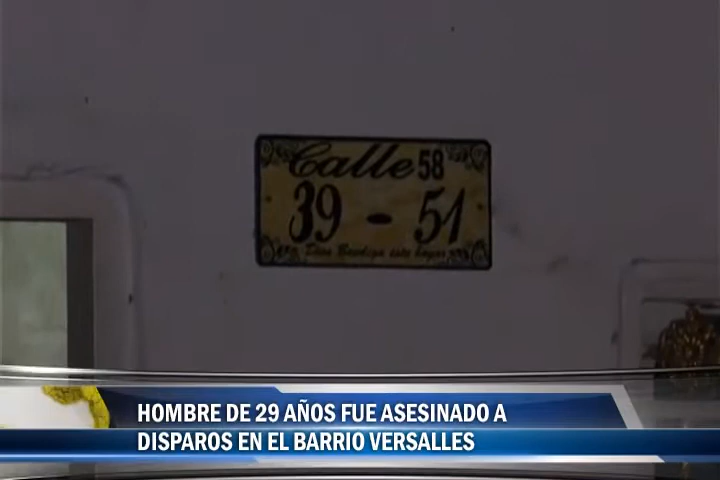 Calle 58
39 - 51
Dios Bendiga este hogar
HOMBRE DE 29 AÑOS FUE ASESINADO A
DISPAROS EN EL BARRIO VERSALLES